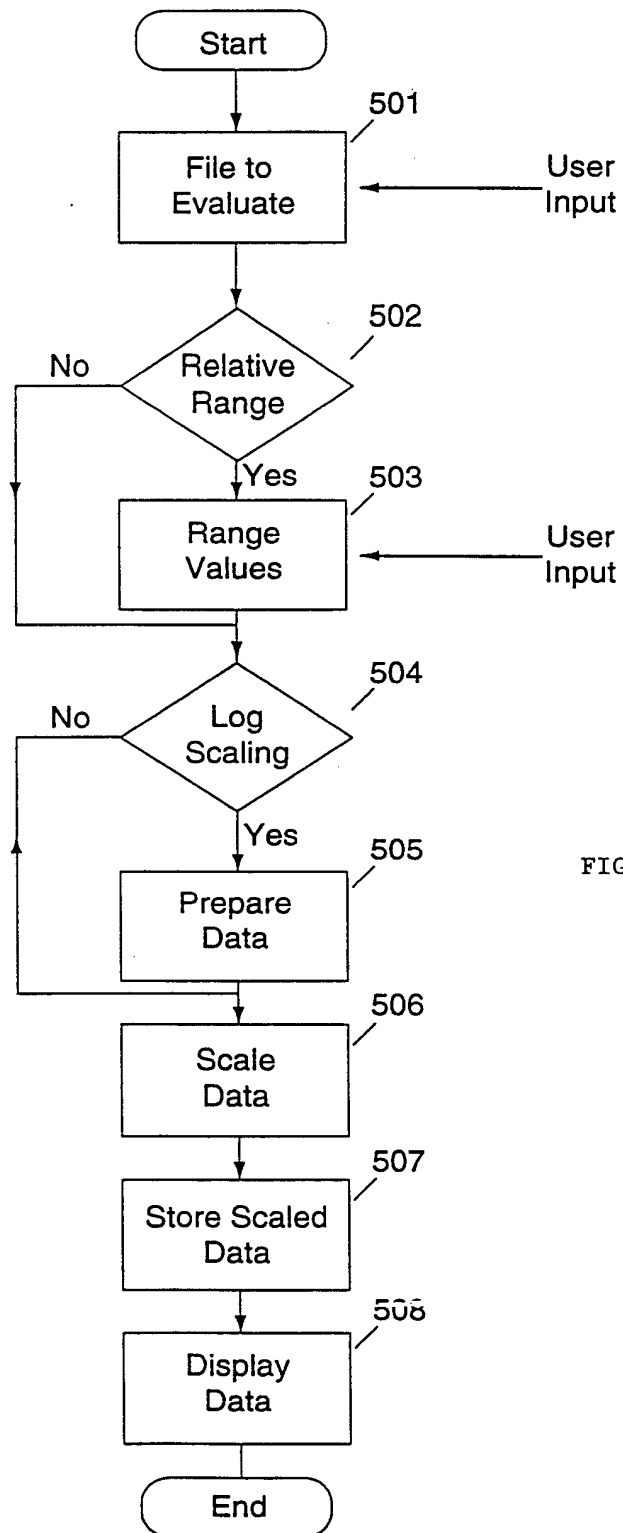 Start
501
File to
Evaluate
User
Input
502
No
Relative
Range
Yes
503
Range
Values
User
Input
504
No
Log
Scaling
Yes
505
Prepare
Data
FIG
506
Scale
Data
507
Store Scaled
Data
508
Display
Data
End